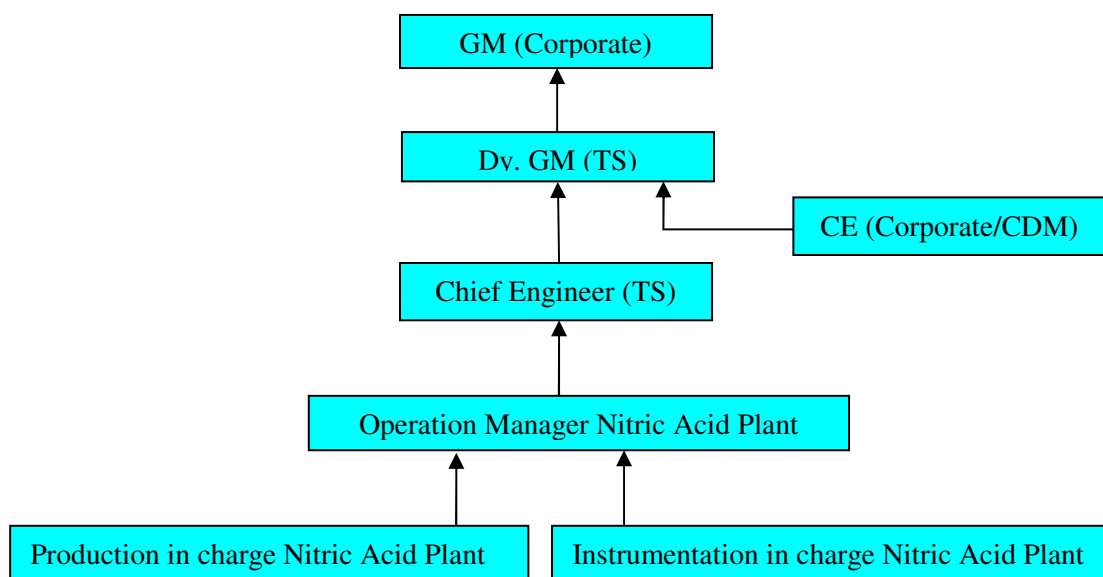 GM (Corporate)
Dy. GM (TS)
CE (Corporate/CDM)
Chief Engineer (TS)
Operation Manager Nitric Acid Plant
Production in charge Nitric Acid Plant
Instrumentation in charge Nitric Acid Plant